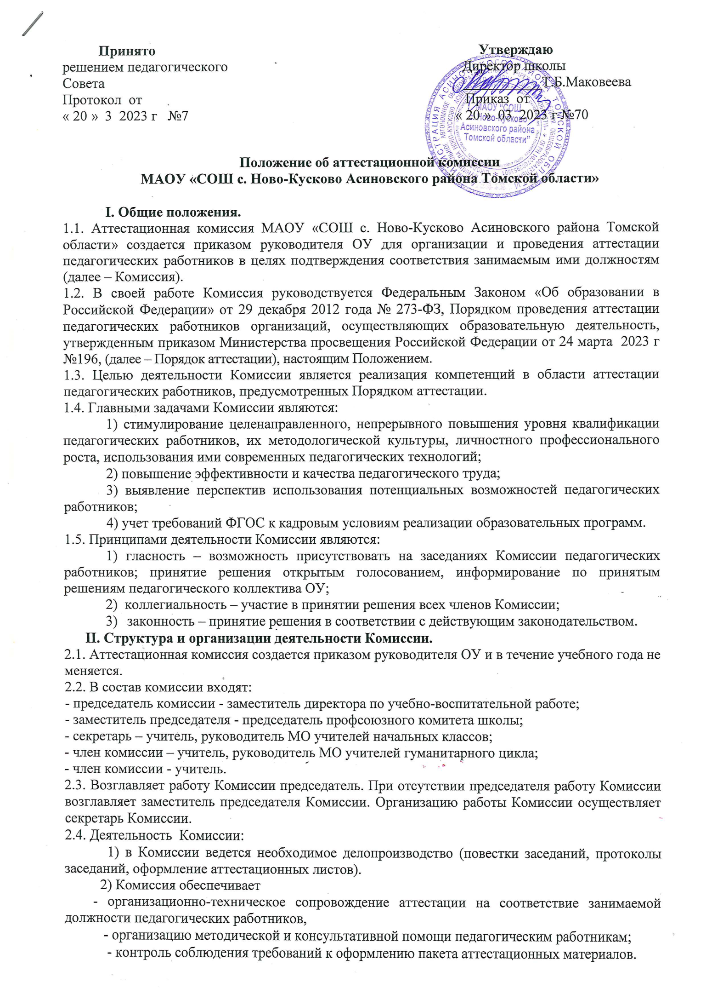 Принято
решением педагогического
Совета
Протокол от
« 20 » 3 2023 г №7
Утверждаю
Директор школы
Т.Б.Маковеева
Приказ от
« 20 » 03 2023 г №70
МАОУ "СОШ
с. Ново-Кусково
Асиновского района
Томской области"
Положение об аттестационной комиссии
МАОУ «СОШ с. Ново-Кусково Асиновского района Томской области»
I. Общие положения.
1.1. Аттестационная комиссия МАОУ «СОШ с. Ново-Кусково Асиновского района Томской
области» создается приказом руководителя ОУ для организации и проведения аттестации
педагогических работников в целях подтверждения соответствия занимаемым ими должностям
(далее – Комиссия).
1.2. В своей работе Комиссия руководствуется Федеральным Законом «Об образовании в
Российской Федерации» от 29 декабря 2012 года № 273-ФЗ, Порядком проведения аттестации
педагогических работников организаций, осуществляющих образовательную деятельность,
утвержденным приказом Министерства просвещения Российской Федерации от 24 марта 2023 г
№196, (далее – Порядок аттестации), настоящим Положением.
1.3. Целью деятельности Комиссии является реализация компетенций в области аттестации
педагогических работников, предусмотренных Порядком аттестации.
1.4. Главными задачами Комиссии являются:
1) стимулирование целенаправленного, непрерывного повышения уровня квалификации
педагогических работников, их методологической культуры, личностного профессионального
роста, использования ими современных педагогических технологий;
2) повышение эффективности и качества педагогического труда;
3) выявление перспектив использования потенциальных возможностей педагогических
работников;
4) учет требований ФГОС к кадровым условиям реализации образовательных программ.
1.5. Принципами деятельности Комиссии являются:
1) гласность – возможность присутствовать на заседаниях Комиссии педагогических
работников; принятие решения открытым голосованием, информирование по принятым
решениям педагогического коллектива ОУ;
2) коллегиальность – участие в принятии решения всех членов Комиссии;
3) законность – принятие решения в соответствии с действующим законодательством.
II. Структура и организации деятельности Комиссии.
2.1. Аттестационная комиссия создается приказом руководителя ОУ и в течение учебного года не
меняется.
2.2. В состав комиссии входят:
- председатель комиссии - заместитель директора по учебно-воспитательной работе;
- заместитель председателя - председатель профсоюзного комитета школы;
- секретарь – учитель, руководитель МО учителей начальных классов;
- член комиссии – учитель, руководитель МО учителей гуманитарного цикла;
- член комиссии - учитель.
2.3. Возглавляет работу Комиссии председатель. При отсутствии председателя работу Комиссии
возглавляет заместитель председателя Комиссии. Организацию работы Комиссии осуществляет
секретарь Комиссии.
2.4. Деятельность Комиссии:
1) в Комиссии ведется необходимое делопроизводство (повестки заседаний, протоколы
заседаний, оформление аттестационных листов).
2) Комиссия обеспечивает
- организационно-техническое сопровождение аттестации на соответствие занимаемой
должности педагогических работников,
- организацию методической и консультативной помощи педагогическим работникам;
- контроль соблюдения требований к оформлению пакета аттестационных материалов.